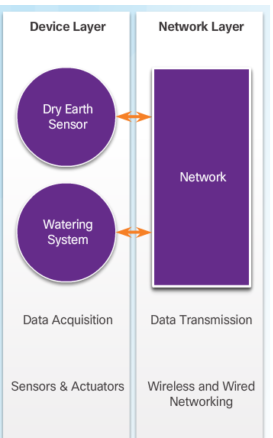 Device Layer
Network Layer
Dry Earth
Sensor
Network
Watering
System
Data Acquisition
Data Transmission
Sensors & Actuators
Wireless and Wired
Networking